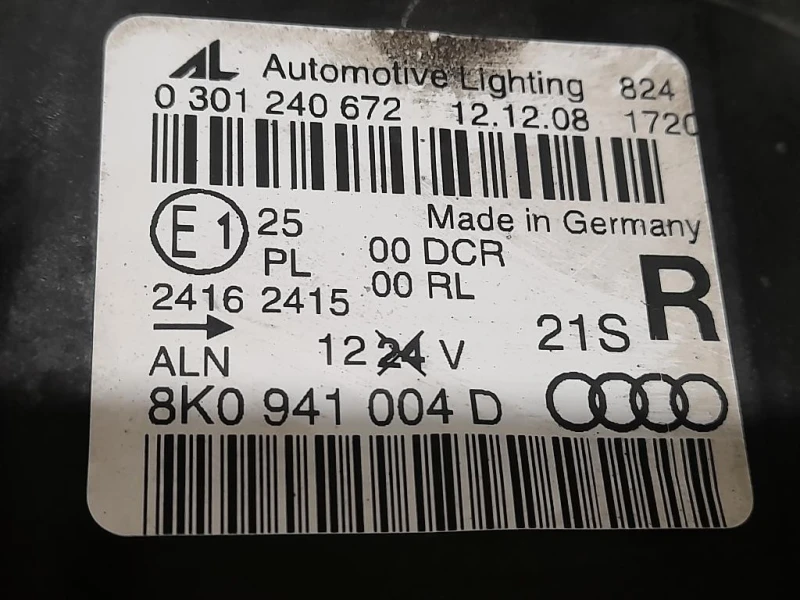 AL Automotive Lighting 824
0 301 240 672 12.12.08 1720
E1 25 Made in Germany
PL 00 DCR R
2416 2415 00 RL
ALN 12 24 V 21S
8K0 941 004 D